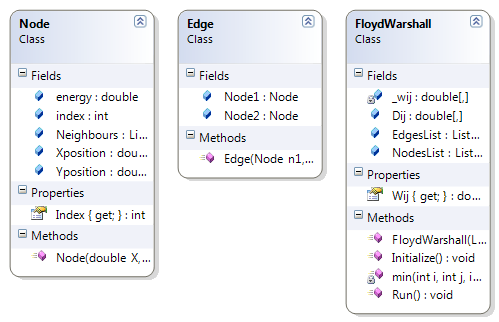 Node
Class
Fields
energy : double
index : int
Neighbours : Li...
Xposition : dou...
Yposition : dou...
Properties
Index { get; } : int
Methods
Node(double X,...
Edge
Class
Fields
Node1 : Node
Node2 : Node
Methods
Edge(Node n1,...
FloydWarshall
Class
Fields
_wij : double[,]
Dij : double[,]
EdgesList : List...
NodesList : List...
Properties
Wij { get; } : do...
Methods
FloydWarshall(L...
Initialize() : void
min(int i, int j, i...
Run() : void